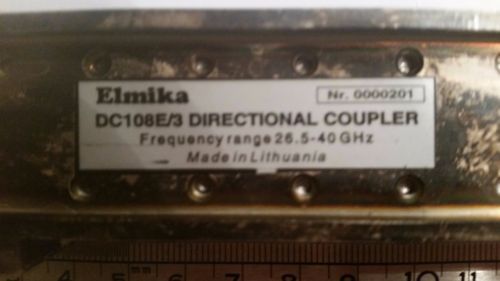 Elmika
Nr. 0000201
DC108E/3 DIRECTIONAL COUPLER
Frequency range 26.5-40 GHz
Made in Lithuania
4 5 6 7 8 9 10 11
mm